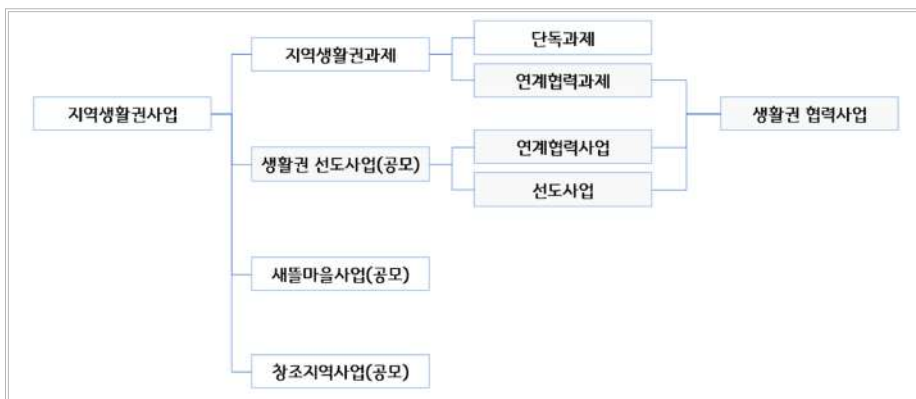 지역생활권사업
지역생활권과제
단독과제
연계협력과제
생활권 선도사업(공모)
연계협력사업
선도사업
생활권 협력사업
새뜰마을사업(공모)
창조지역사업(공모)